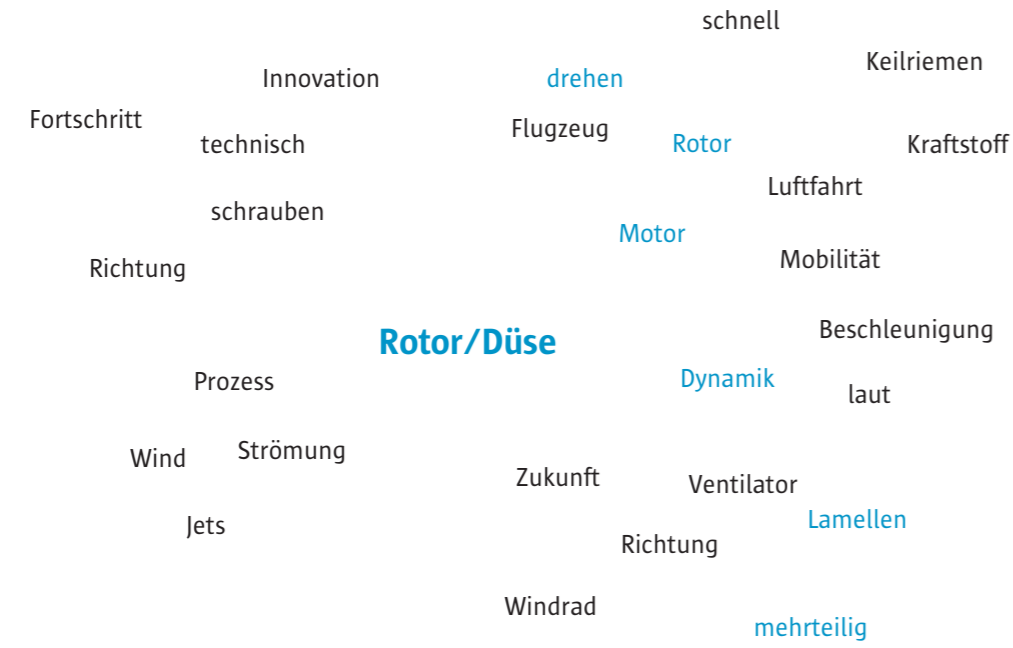 schnell
Keilriemen
Innovation
drehen
Fortschritt
Flugzeug
technisch
Rotor
Kraftstoff
Luftfahrt
schrauben
Motor
Mobilität
Richtung
Beschleunigung
Rotor/Düse
Prozess
Dynamik
laut
Wind
Strömung
Zukunft
Ventilator
Lamellen
Jets
Richtung
Windrad
mehrteilig